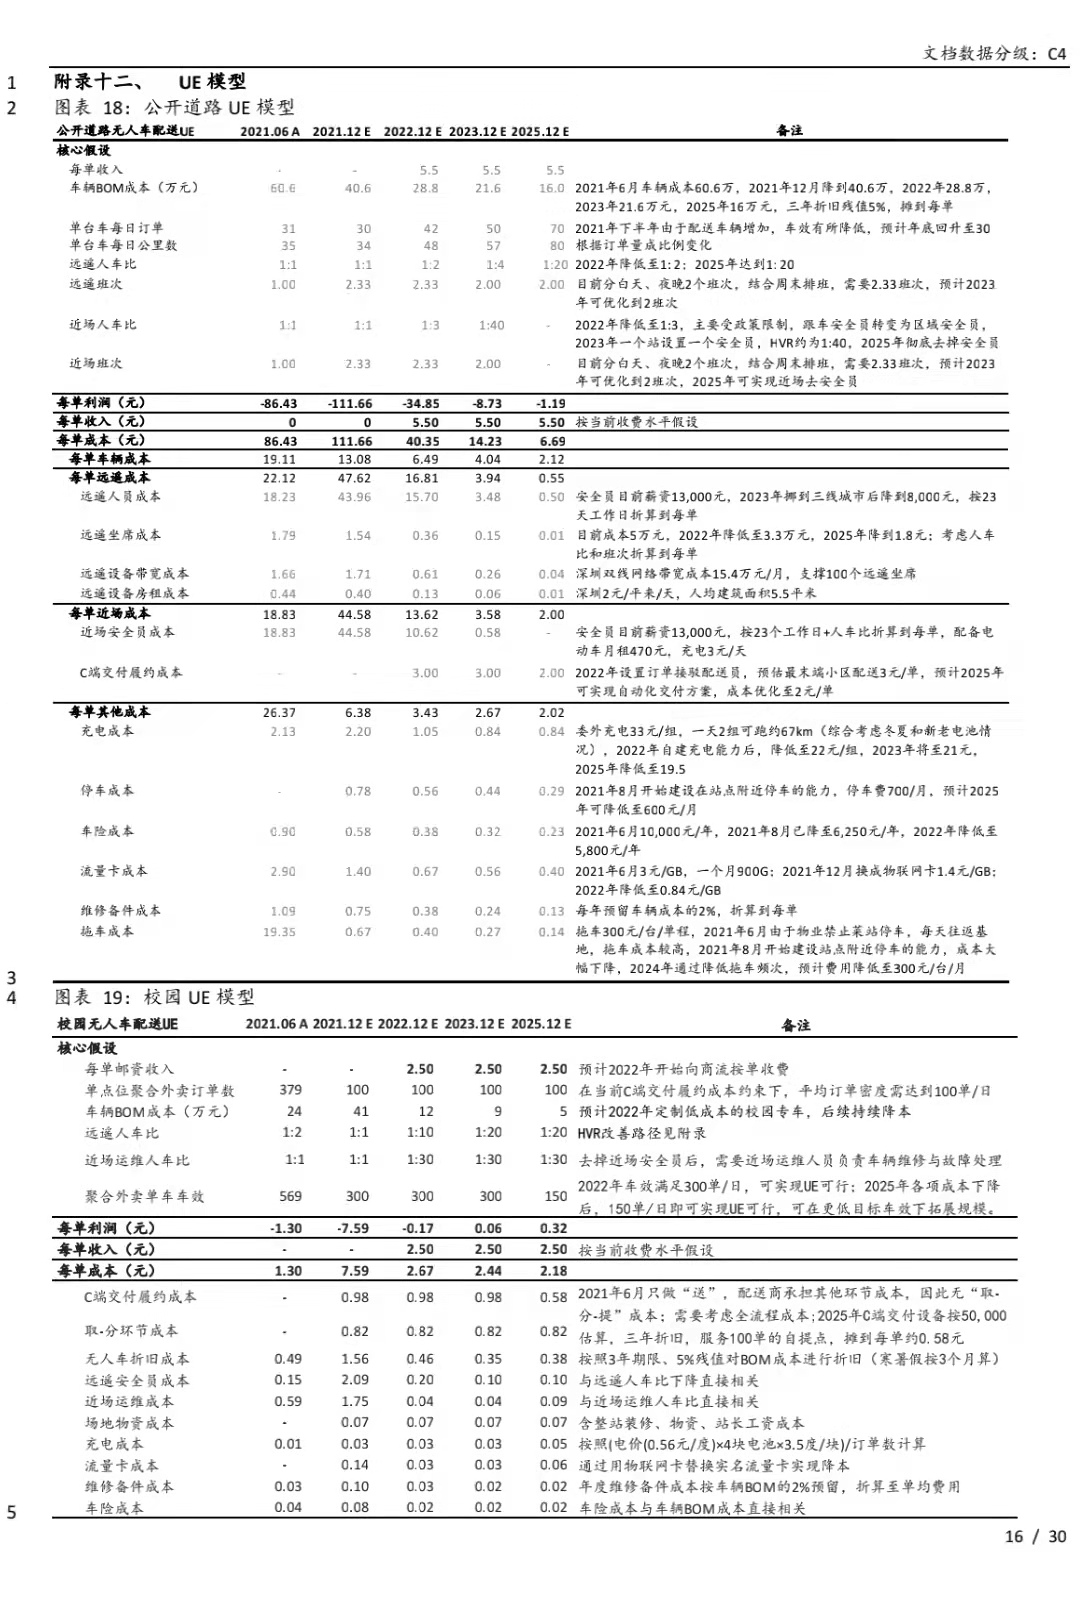 文档数据分级：C4
1 附录十二、 UE 模型
2 图表 18：公开道路 UE 模型
公开道路无人车配送UE 2021.06 A 2021.12 E 2022.12 E 2023.12 E 2025.12 E 备注
核心假设
每单收入 - - 5.5 5.5 5.5
车辆BOM成本（万元） 60.6 40.6 28.8 21.6 16.0 2021年6月车辆成本60.6万，2021年12月降到40.6万，2022年28.8万，
2023年21.6万元，2025年16万元，三年折旧残值5%，摊到每单
单台车每日订单 31 30 42 50 70 2021年下半年由于配送车辆增加，车效有所降低，预计年底回升至30
单台车每日公里数 35 34 48 57 80 根据订单量成比例变化
远遥人车比 1:1 1:1 1:2 1:4 1:20 2022年降低至1:2；2025年达到1:20
远遥班次 1.00 2.33 2.33 2.00 2.00 目前分白天、夜晚2个班次，结合周末排班，需要2.33班次，预计2023
年可优化到2班次
近场人车比 1:1 1:1 1:3 1:40 - 2022年降低至1:3，主要受政策限制，跟车安全员转变为区域安全员，
2023年一个站设置一个安全员，HVR约为1:40，2025年彻底去掉安全员
近场班次 1.00 2.33 2.33 2.00 - 目前分白天、夜晚2个班次，结合周末排班，需要2.33班次，预计2023
年可优化到2班次，2025年可实现近场去安全员
每单利润（元） -86.43 -111.66 -34.85 -8.73 -1.19
每单收入（元） 0 0 5.50 5.50 5.50 按当前收费水平假设
每单成本（元） 86.43 111.66 40.35 14.23 6.69
每单车辆成本 19.11 13.08 6.49 4.04 2.12
每单远遥成本 22.12 47.62 16.81 3.94 0.55
远遥人员成本 18.23 43.96 15.70 3.48 0.50 安全员目前薪资13,000元，2023年挪到三线城市后降到8,000元，按23
天工作日折算到每单
远遥坐席成本 1.79 1.54 0.36 0.15 0.01 目前成本5万元，2022年降低至3.3万元，2025年降到1.8元；考虑人车
比和班次折算到每单
远遥设备带宽成本 1.66 1.71 0.61 0.26 0.04 深圳双线网络带宽成本15.4万元/月，支撑100个远遥坐席
远遥设备房租成本 0.44 0.40 0.13 0.06 0.01 深圳2元/平米/天，人均建筑面积5.5平米
每单近场成本 18.83 44.58 13.62 3.58 2.00
近场安全员成本 18.83 44.58 10.62 0.58 - 安全员目前薪资13,000元，按23个工作日+人车比折算到每单，配备电
动车月租470元，充电3元/天
C端交付履约成本 - - 3.00 3.00 2.00 2022年设置订单接驳配送员，预估最末端小区配送3元/单，预计2025年
可实现自动化交付方案，成本优化至2元/单
每单其他成本 26.37 6.38 3.43 2.67 2.02
充电成本 2.13 2.20 1.05 0.84 0.84 委外充电33元/组，一天2组可跑约67km（综合考虑冬夏和新老电池情
况），2022年自建充电能力后，降低至22元/组，2023年将至21元，
2025年降低至19.5
停车成本 - 0.78 0.56 0.44 0.29 2021年8月开始建设在站点附近停车的能力，停车费700/月，预计2025
年可降低至600元/月
车险成本 0.90 0.58 0.38 0.32 0.23 2021年6月10,000元/年，2021年8月已降至6,250元/年，2022年降低至
5,800元/年
流量卡成本 2.90 1.40 0.67 0.56 0.40 2021年6月3元/GB，一个月900G；2021年12月换成物联网卡1.4元/GB；
2022年降低至0.84元/GB
维修备件成本 1.09 0.75 0.38 0.24 0.13 每年预留车辆成本的2%，折算到每单
拖车成本 19.35 0.67 0.40 0.27 0.14 拖车300元/台/单程，2021年6月由于物业禁止菜站停车，每天往返基
地，拖车成本较高，2021年8月开始建设站点附近停车的能力，成本大
3 幅下降，2024年通过降低拖车频次，预计费用降低至300元/台/月
4 图表 19：校园 UE 模型
校园无人车配送UE 2021.06 A 2021.12 E 2022.12 E 2023.12 E 2025.12 E 备注
核心假设
每单邮资收入 - - 2.50 2.50 2.50 预计2022年开始向商流按单收费
单点位聚合外卖订单数 379 100 100 100 100 在当前C端交付履约成本约束下，平均订单密度需达到100单/日
车辆BOM成本（万元） 24 41 12 9 5 预计2022年定制低成本的校园专车，后续持续降本
远遥人车比 1:2 1:1 1:10 1:20 1:20 HVR改善路径见附录
近场运维人车比 1:1 1:1 1:30 1:30 1:30 去掉近场安全员后，需要近场运维人员负责车辆维修与故障处理
聚合外卖单车车效 569 300 300 300 150 2022年车效满足300单/日，可实现UE可行；2025年各项成本下降
后，150单/日即可实现UE可行，可在更低目标车效下拓展规模。
每单利润（元） -1.30 -7.59 -0.17 0.06 0.32
每单收入（元） - - 2.50 2.50 2.50 按当前收费水平假设
每单成本（元） 1.30 7.59 2.67 2.44 2.18
C端交付履约成本 - 0.98 0.98 0.98 0.58 2021年6月只做“送”，配送商承担其他环节成本，因此无“取-
分-提”成本；需要考虑全流程成本；2025年C端交付设备按50,000
取-分环节成本 - 0.82 0.82 0.82 0.82 估算，三年折旧，服务100单的自提点，摊到每单约0.58元
无人车折旧成本 0.49 1.56 0.46 0.35 0.38 按照3年期限、5%残值对BOM成本进行折旧（寒暑假按3个月算）
远遥安全员成本 0.15 2.09 0.20 0.10 0.10 与远遥人车比下降直接相关
近场运维成本 0.59 1.75 0.04 0.04 0.09 与近场运维人车比直接相关
场地物资成本 - 0.07 0.07 0.07 0.07 含整站装修、物资、站长工资成本
充电成本 0.01 0.03 0.03 0.03 0.05 按照(电价(0.56元/度)×4块电池×3.5度/块)/订单数计算
流量卡成本 - 0.14 0.03 0.03 0.06 通过用物联网卡替换实名流量卡实现降本
维修备件成本 0.03 0.10 0.03 0.02 0.02 年度维修备件成本按车辆BOM的2%预留，折算至单均费用
5 车险成本 0.04 0.08 0.02 0.02 0.02 车险成本与车辆BOM成本直接相关
16 / 30